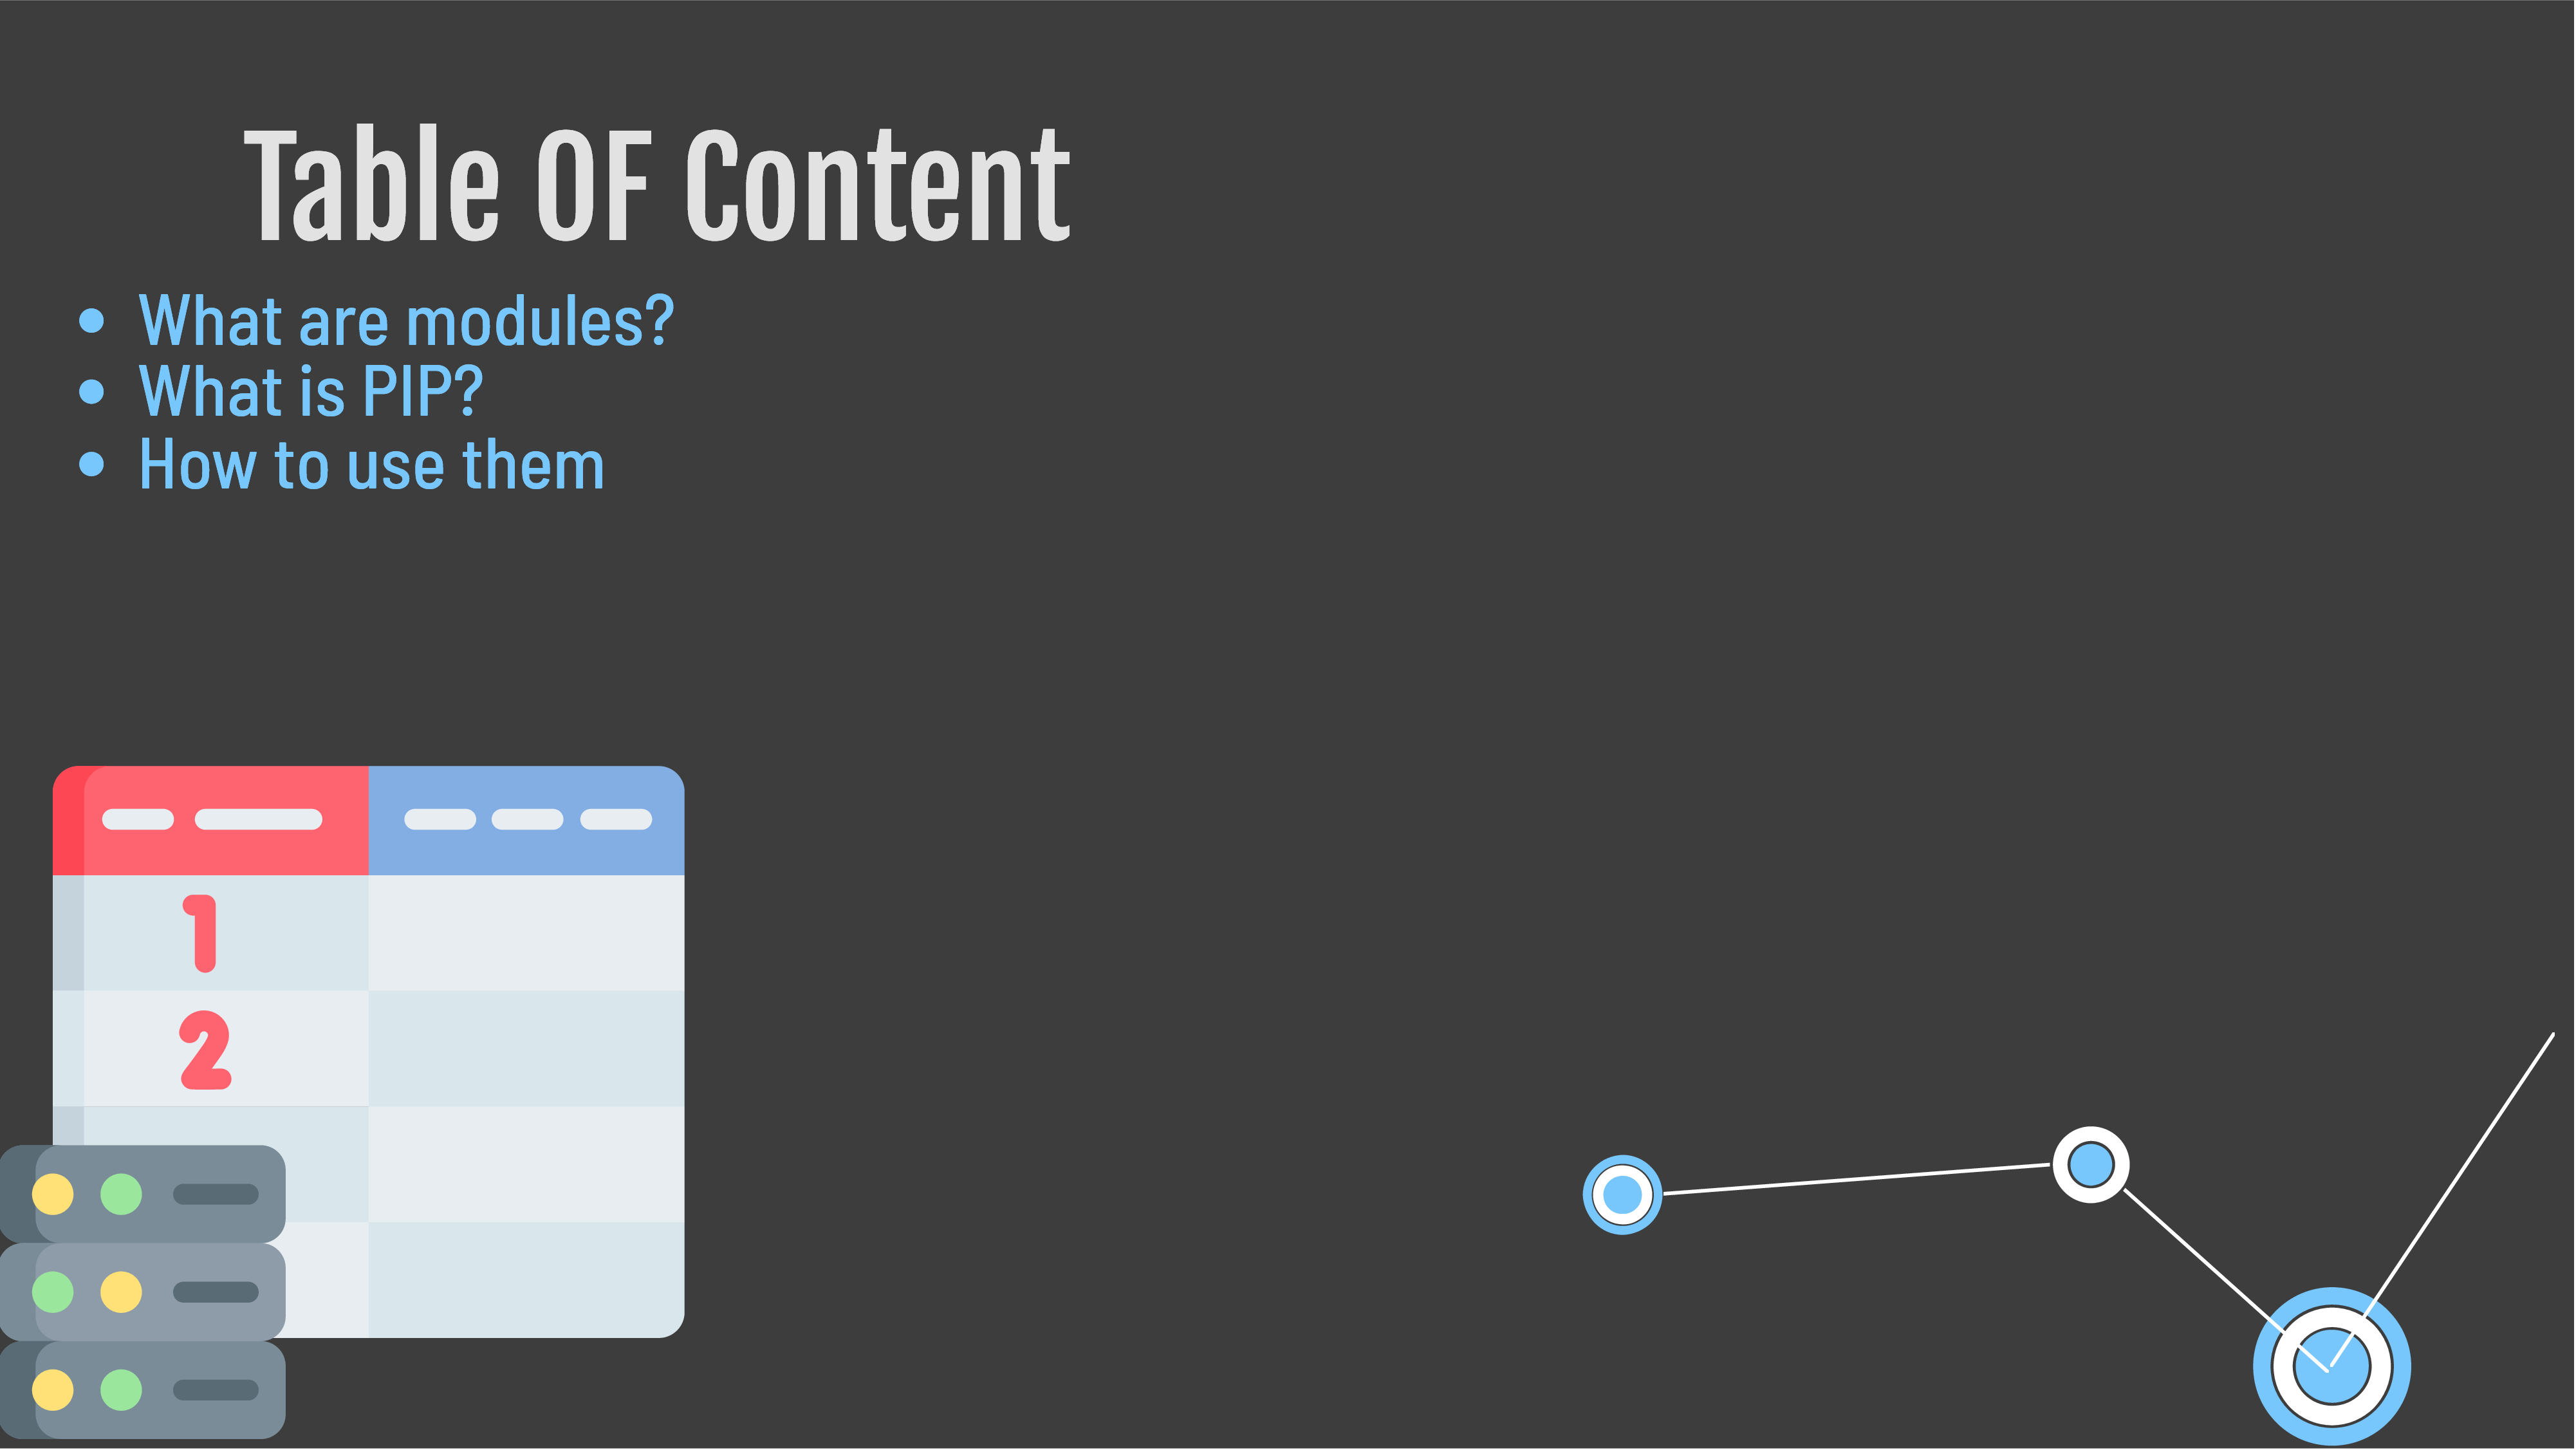 Table OF Content
• What are modules?
• What is PIP?
• How to use them
1
2